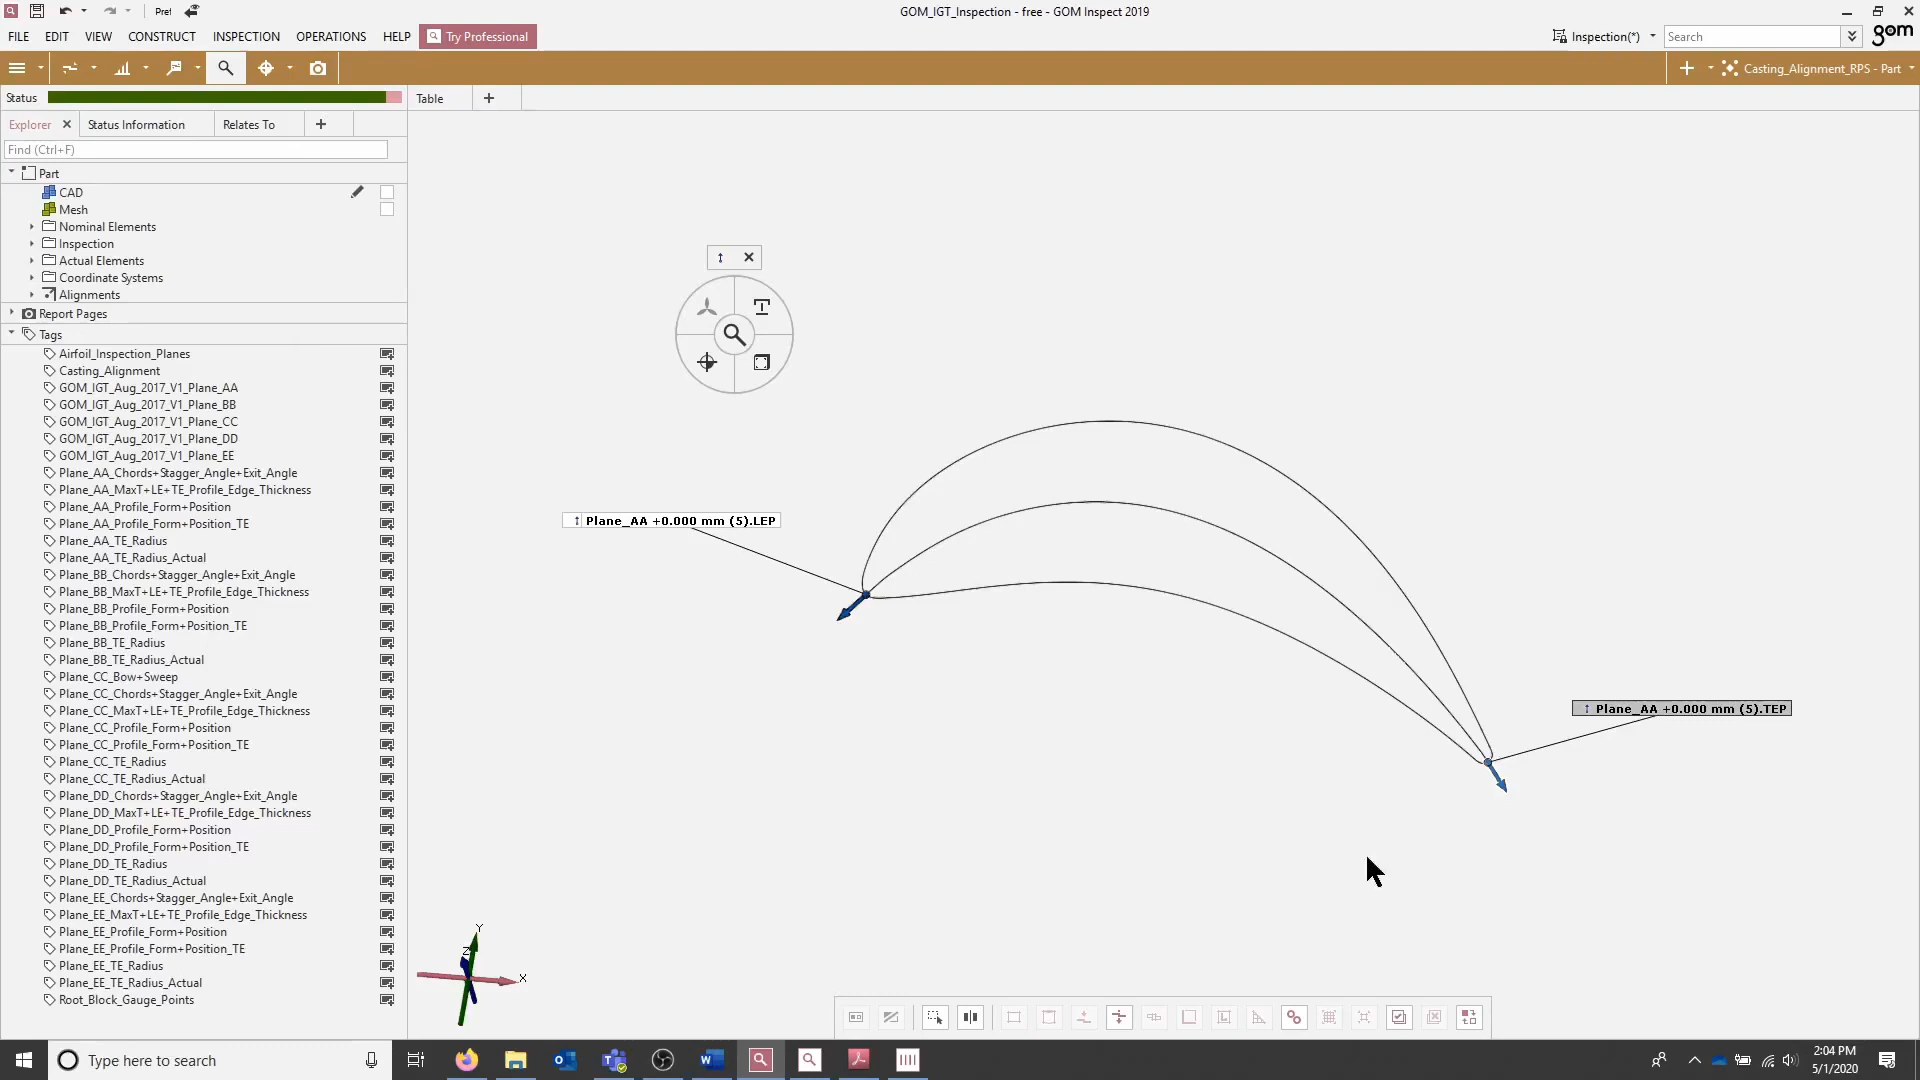 Pref
GOM_IGT_Inspection - free - GOM Inspect 2019
FILE EDIT VIEW CONSTRUCT INSPECTION OPERATIONS HELP Try Professional
Inspection(*) Search gom
Casting_Alignment_RPS - Part
Status
Table
Explorer Status Information Relates To
Find (Ctrl+F)
Part
CAD
Mesh
Nominal Elements
Inspection
Actual Elements
Coordinate Systems
Alignments
Report Pages
Tags
Airfoil_Inspection_Planes
Casting_Alignment
GOM_IGT_Aug_2017_V1_Plane_AA
GOM_IGT_Aug_2017_V1_Plane_BB
GOM_IGT_Aug_2017_V1_Plane_CC
GOM_IGT_Aug_2017_V1_Plane_DD
GOM_IGT_Aug_2017_V1_Plane_EE
Plane_AA_Chords+Stagger_Angle+Exit_Angle
Plane_AA_MaxT+LE+TE_Profile_Edge_Thickness
Plane_AA_Profile_Form+Position
Plane_AA_Profile_Form+Position_TE
Plane_AA_TE_Radius
Plane_AA_TE_Radius_Actual
Plane_BB_Chords+Stagger_Angle+Exit_Angle
Plane_BB_MaxT+LE+TE_Profile_Edge_Thickness
Plane_BB_Profile_Form+Position
Plane_BB_Profile_Form+Position_TE
Plane_BB_TE_Radius
Plane_BB_TE_Radius_Actual
Plane_CC_Bow+Sweep
Plane_CC_Chords+Stagger_Angle+Exit_Angle
Plane_CC_MaxT+LE+TE_Profile_Edge_Thickness
Plane_CC_Profile_Form+Position
Plane_CC_Profile_Form+Position_TE
Plane_CC_TE_Radius
Plane_CC_TE_Radius_Actual
Plane_DD_Chords+Stagger_Angle+Exit_Angle
Plane_DD_MaxT+LE+TE_Profile_Edge_Thickness
Plane_DD_Profile_Form+Position
Plane_DD_Profile_Form+Position_TE
Plane_DD_TE_Radius
Plane_DD_TE_Radius_Actual
Plane_EE_Chords+Stagger_Angle+Exit_Angle
Plane_EE_MaxT+LE+TE_Profile_Edge_Thickness
Plane_EE_Profile_Form+Position
Plane_EE_Profile_Form+Position_TE
Plane_EE_TE_Radius
Plane_EE_TE_Radius_Actual
Root_Block_Gauge_Points
Plane_AA +0.000 mm (5).LEP
Plane_AA +0.000 mm (5).TEP
Y
Z
X
Type here to search
2:04 PM
5/1/2020